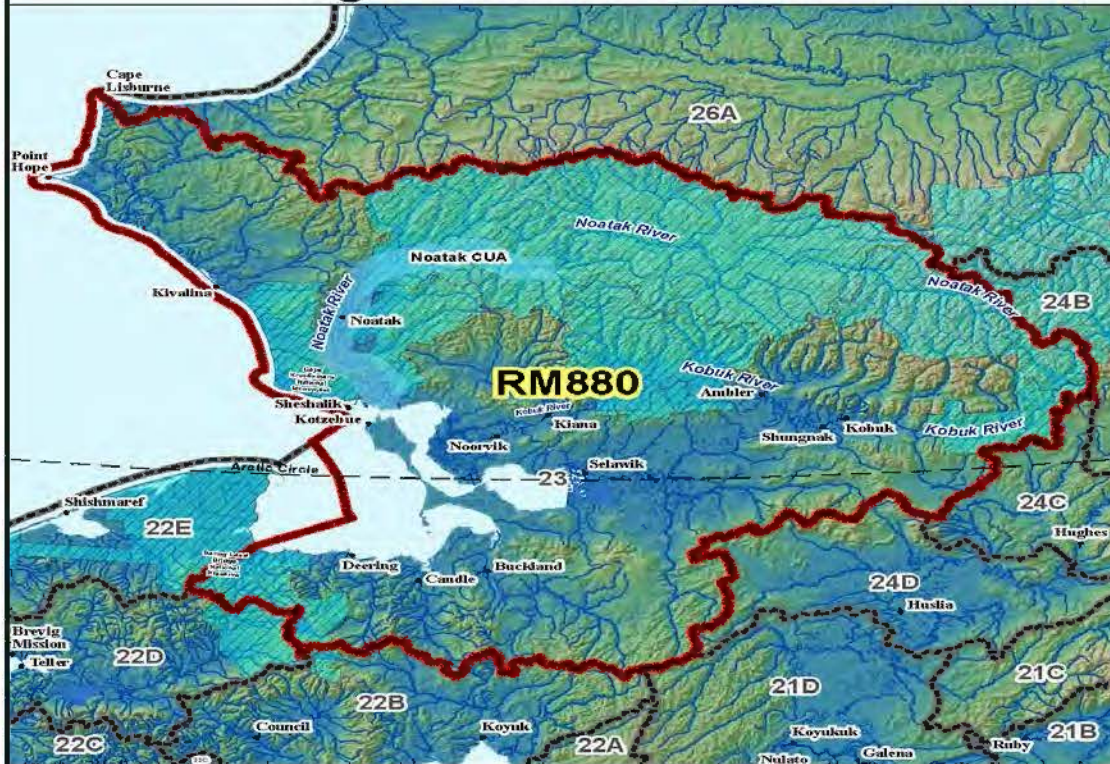 Cape
Lisburne
26A
Point
Hope
Noatak River
Noatak CUA
Kivalina
Noatak River
Noatak River
24B
Noatak
RM880
Kobuk River
Ambler
Sheshalik
Kotzebue
Kobuk River
Kiana
Noorvik
Shungnak
Kobuk
Kobuk River
Arctic Circle
Selawik
23
Shishmaref
22E
24C
Hughes
Deering
Candle
Buckland
24D
Huslia
Brevig
Mission
Teller
22D
22B
21D
21C
Council
Koyuk
Koyukuk
22C
22A
Nulato
Galena
Ruby
21B